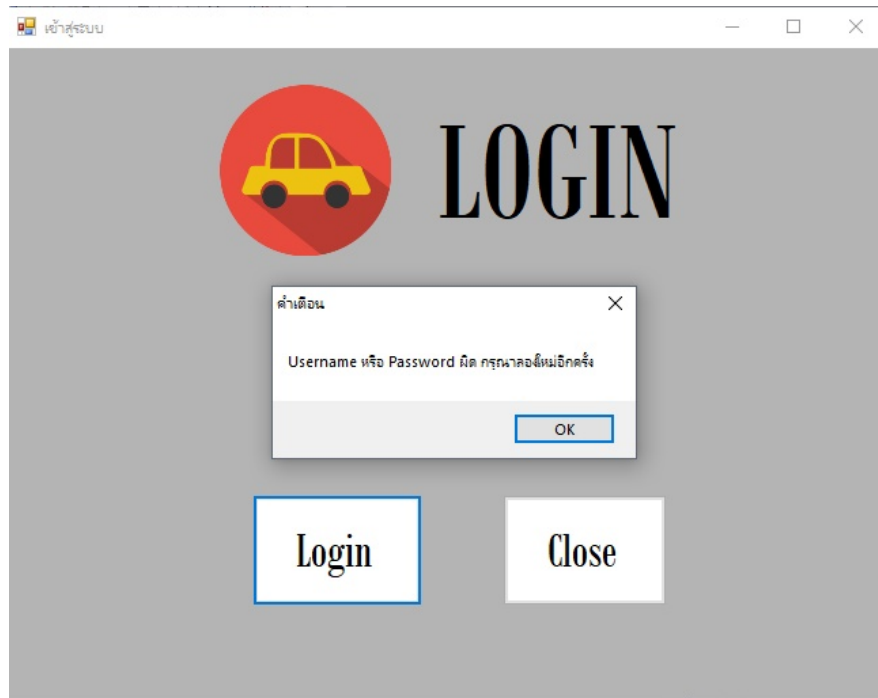 เข้าสู่ระบบ
LOGIN
คำเตือน
Username หรือ Password ผิด กรุณาลองใหม่อีกครั้ง
OK
Login
Close